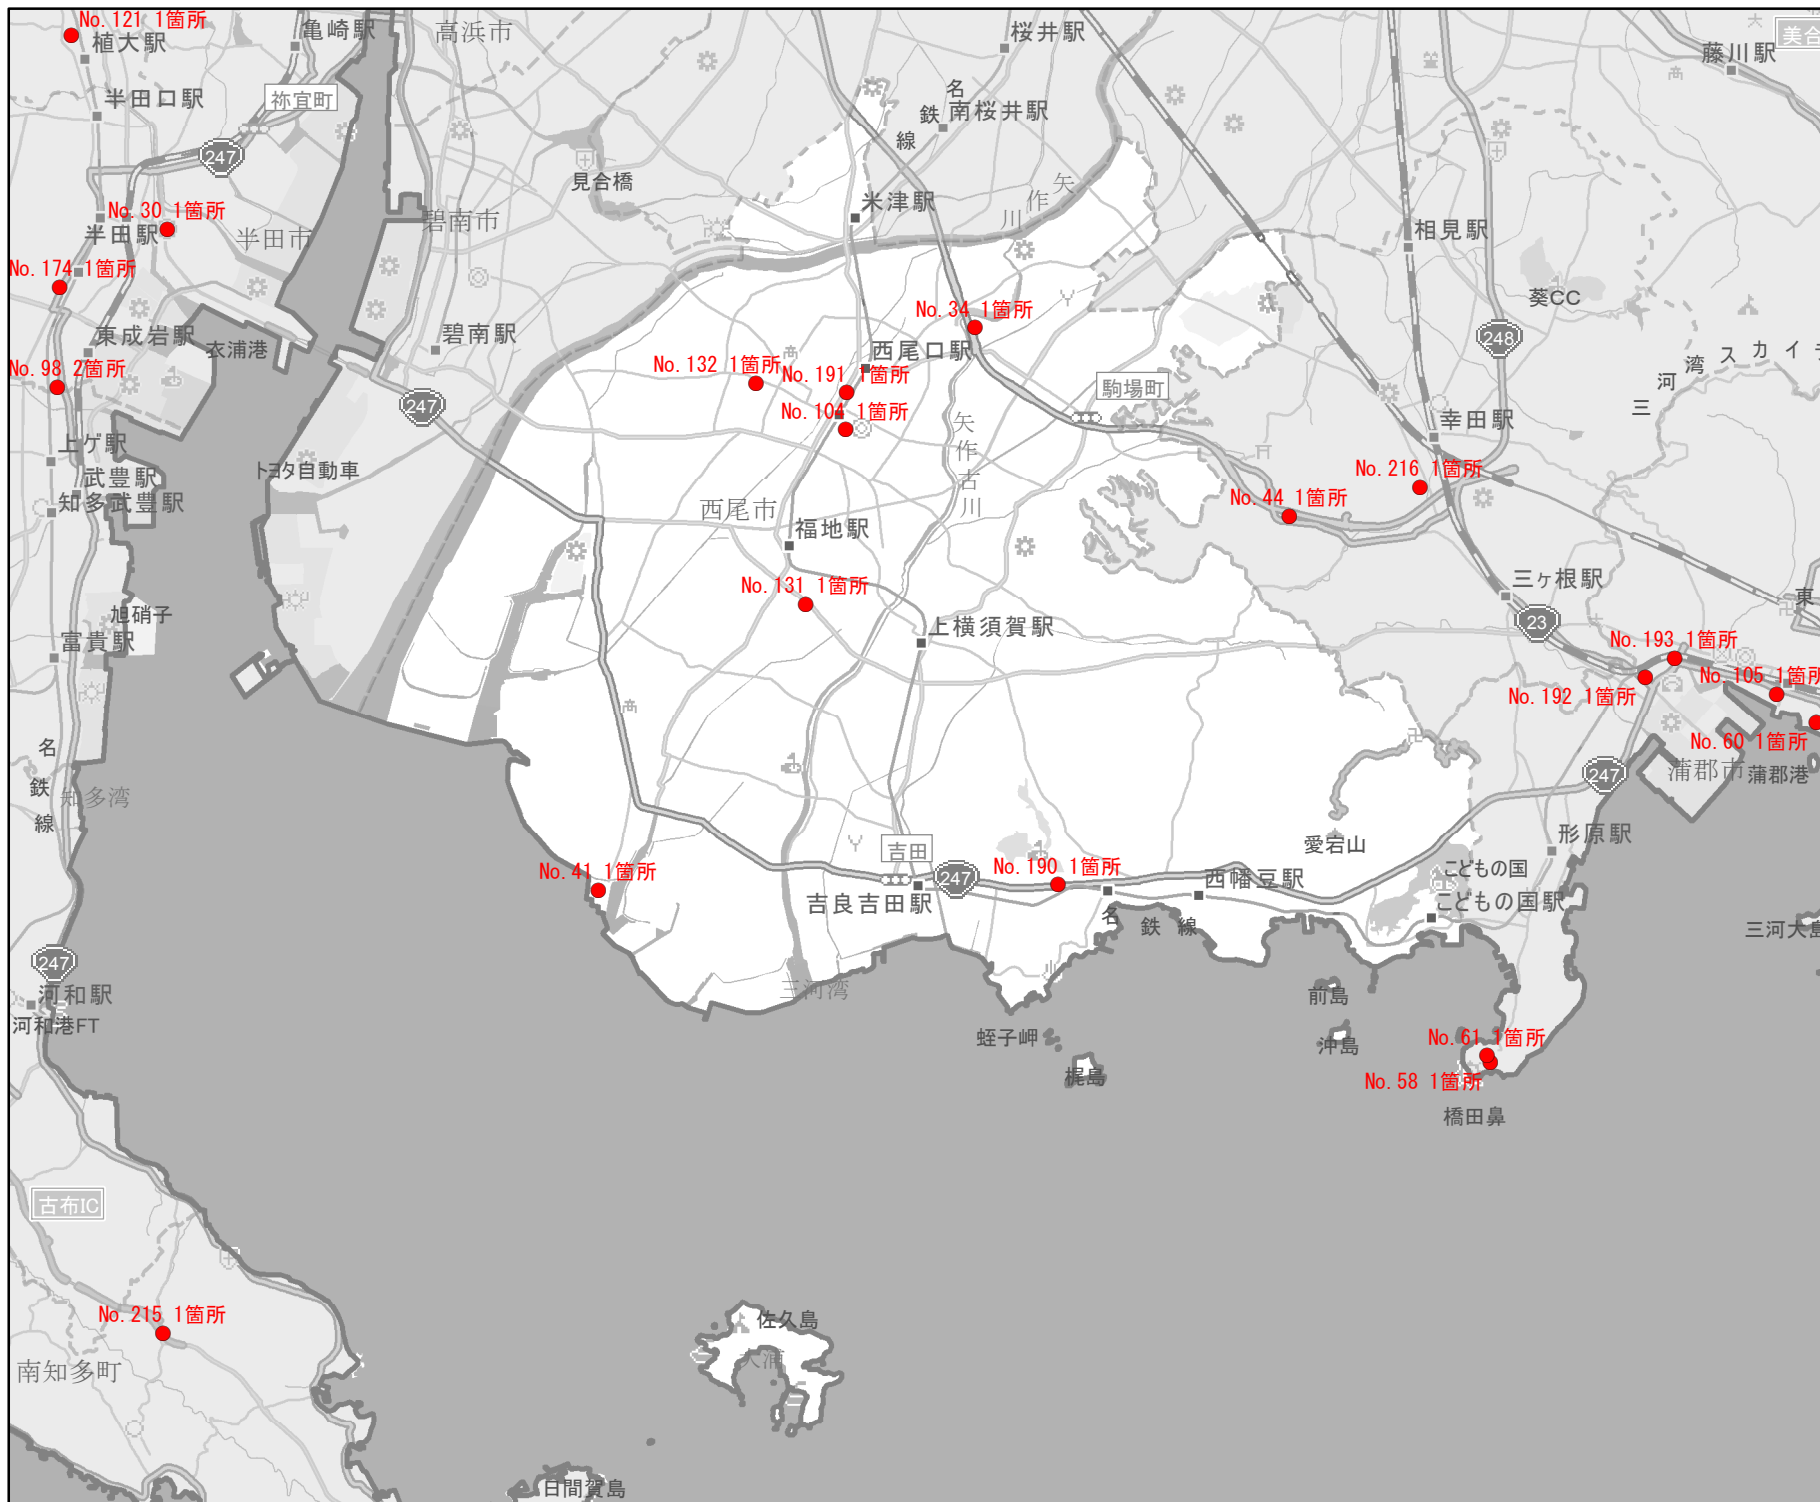 No.121 1箇所
植大駅
亀崎駅
高浜市
桜井駅
美合
藤川駅
半田口駅
祢宜町
名鉄線
南桜井駅
247
見合橋
矢作川
No.30 1箇所
半田駅
半田市
碧南市
米津駅
相見駅
No.174 1箇所
葵CC
東成岩駅
衣浦港
碧南駅
No.34 1箇所
西尾口駅
248
三河湾スカイ
No.98 2箇所
247
No.132 1箇所
No.191 1箇所
No.104 1箇所
駒場町
矢作古川
幸田駅
上ゲ駅
武豊駅
知多武豊駅
トヨタ自動車
西尾市
福地駅
No.216 1箇所
No.44 1箇所
No.131 1箇所
三ヶ根駅
東
旭硝子
富貴駅
上横須賀駅
23
No.193 1箇所
No.192 1箇所
No.105 1箇所
No.60 1箇所
名鉄線
知多湾
247
蒲郡市
蒲郡港
吉田
愛宕山
形原駅
No.41 1箇所
247
No.190 1箇所
西幡豆駅
こどもの国
こどもの国駅
吉良吉田駅
名鉄線
三河大島
247
河和駅
河和港FT
三河湾
前島
蛭子岬
沖島
No.61 1箇所
梶島
No.58 1箇所
橋田鼻
古布IC
No.215 1箇所
佐久島
大浦
南知多町
日間賀島